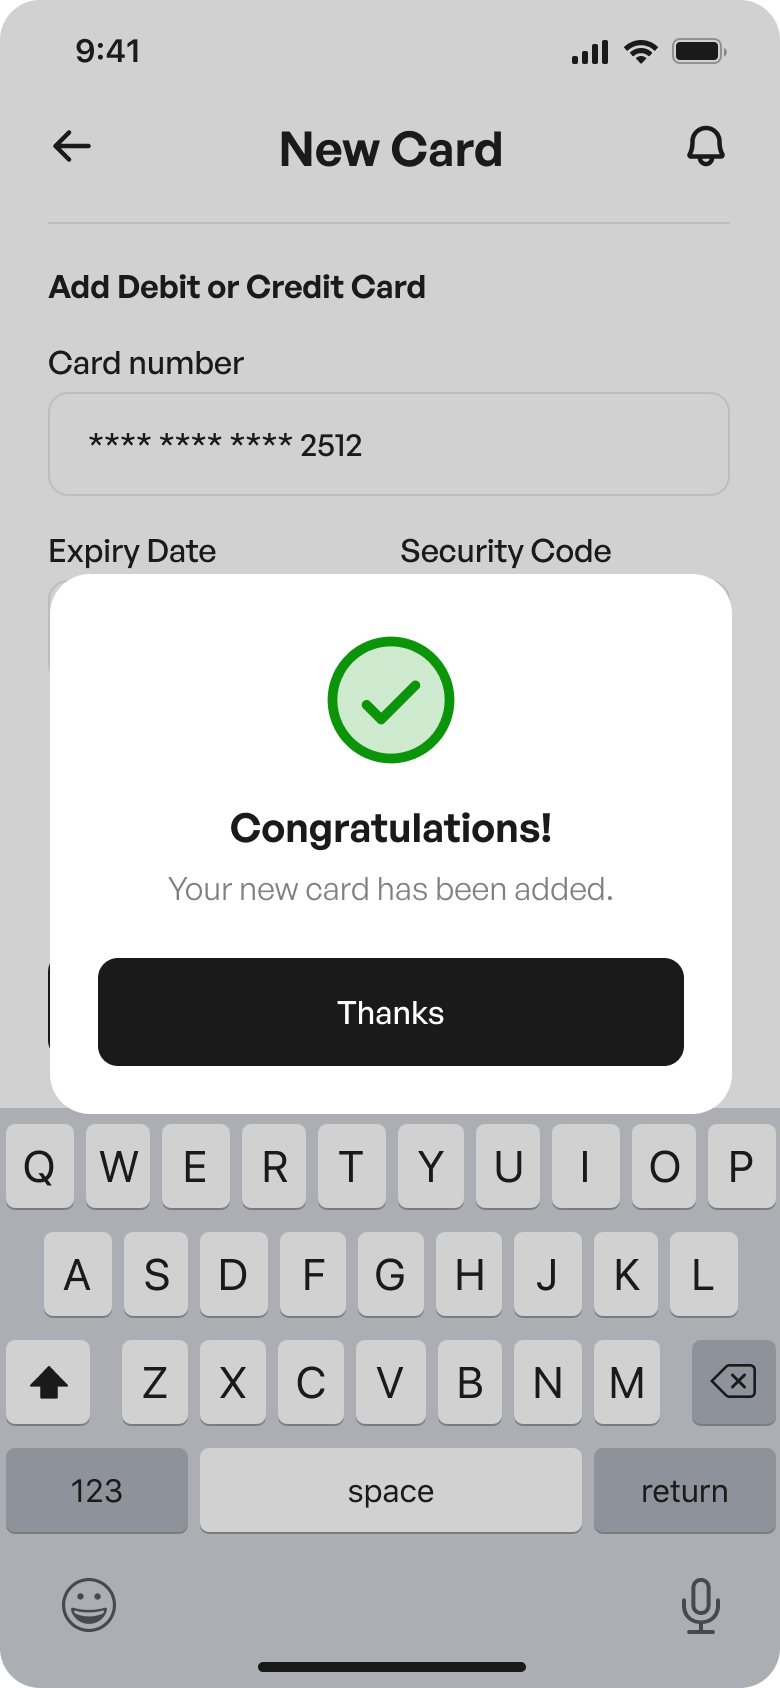 9:41
New Card
Add Debit or Credit Card
Card number
**** **** **** 2512
Expiry Date Security Code
Congratulations!
Your new card has been added.
Thanks
Q W E R T Y U I O P
A S D F G H J K L
Z X C V B N M
123 space return